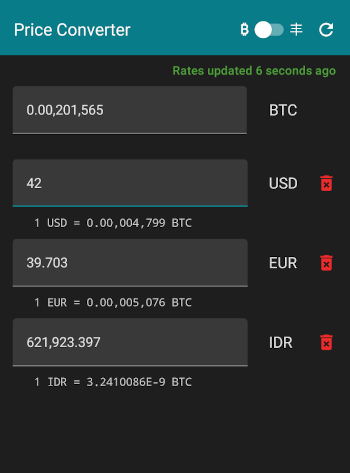 Price Converter
Rates updated 6 seconds ago
0.00,201,565 BTC
42 USD
1 USD = 0.00,004,799 BTC
39.703 EUR
1 EUR = 0.00,005,076 BTC
621,923.397 IDR
1 IDR = 3.2410086E-9 BTC